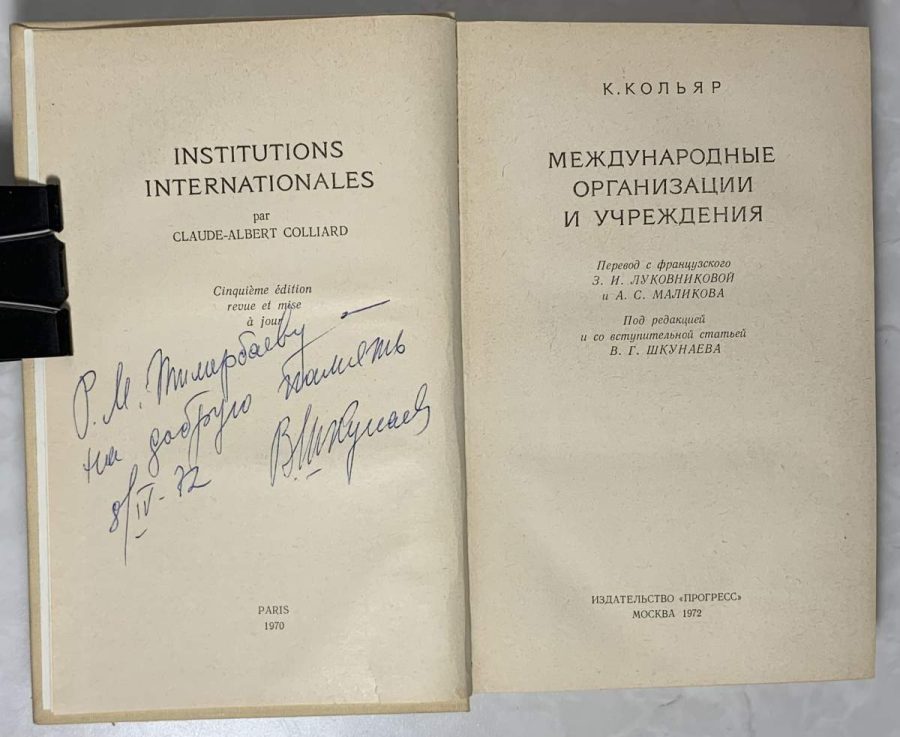 INSTITUTIONS
INTERNATIONALES
par
CLAUDE-ALBERT COLLIARD
Cinquième édition
revue et mise
à jour
Р. М. Тимербаеву –
на добрую память
8/IV-72 В. Шкунаев
PARIS
1970
К. КОЛЬЯР
МЕЖДУНАРОДНЫЕ
ОРГАНИЗАЦИИ
И УЧРЕЖДЕНИЯ
Перевод с французского
З. И. ЛУКОВНИКОВОЙ
и А. С. МАЛИКОВА
Под редакцией
и со вступительной статьей
В. Г. ШКУНАЕВА
ИЗДАТЕЛЬСТВО «ПРОГРЕСС»
МОСКВА 1972